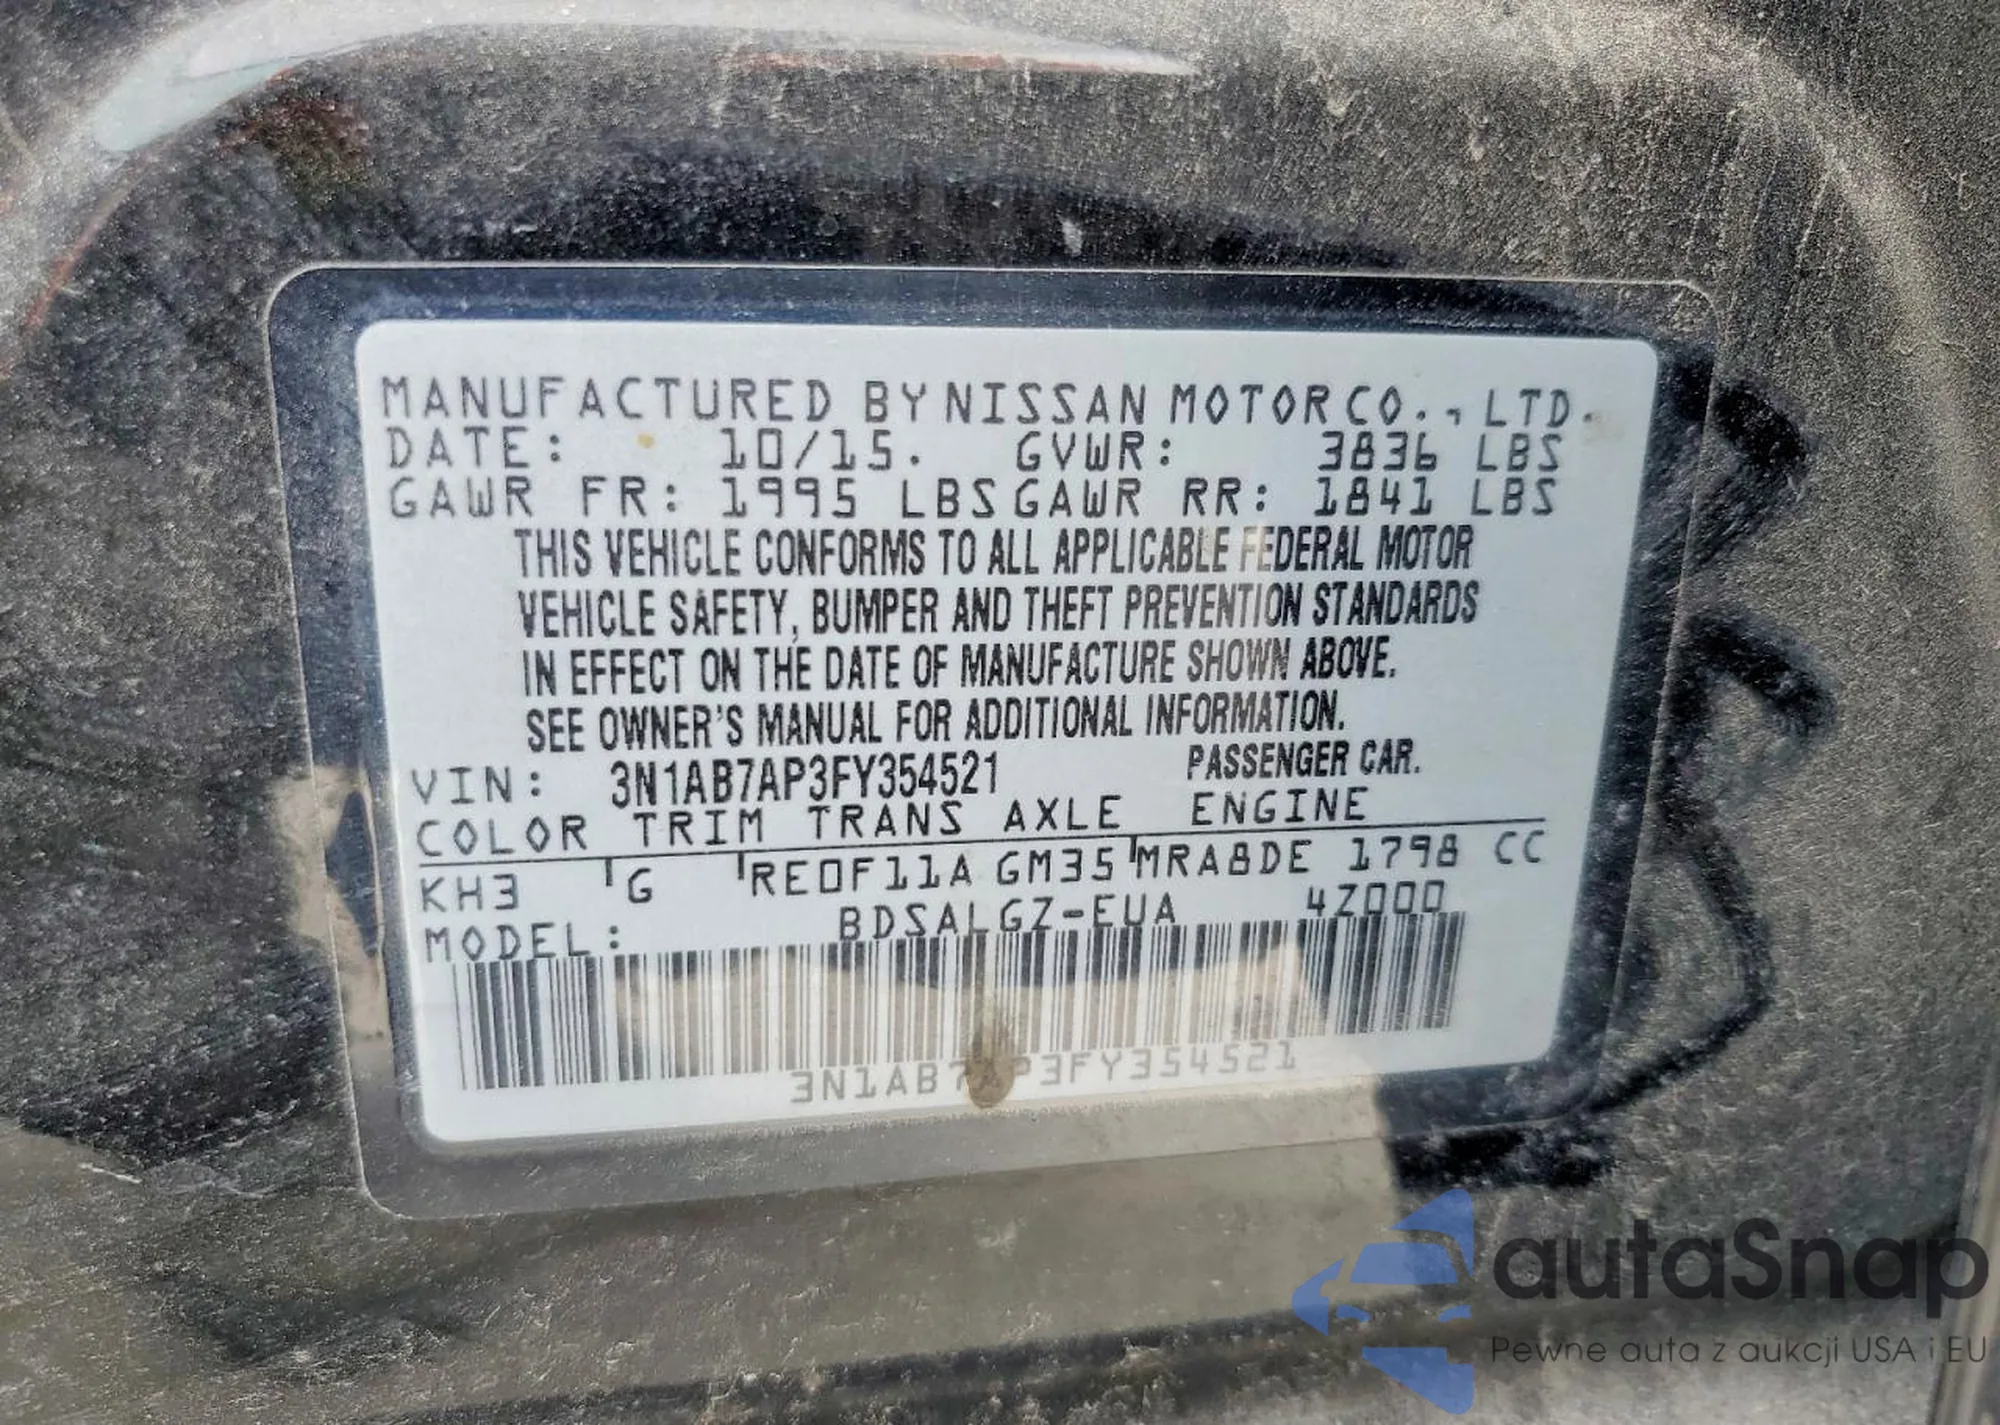 MANUFACTURED BY NISSAN MOTOR CO., LTD.
DATE: 10/15. GVWR: 3836 LBS
GAWR FR: 1995 LBS GAWR RR: 1841 LBS
THIS VEHICLE CONFORMS TO ALL APPLICABLE FEDERAL MOTOR
VEHICLE SAFETY, BUMPER AND THEFT PREVENTION STANDARDS
IN EFFECT ON THE DATE OF MANUFACTURE SHOWN ABOVE.
SEE OWNER'S MANUAL FOR ADDITIONAL INFORMATION.
VIN: 3N1AB7AP3FY354521 PASSENGER CAR.
COLOR TRIM TRANS AXLE ENGINE
KH3 G RE0F11A GM35 MRA8DE 1798 CC
MODEL: BDSALGZ-EUA 4Z000
3N1AB7AP3FY354521
autaSnap
Pewne auta z aukcji USA i EU